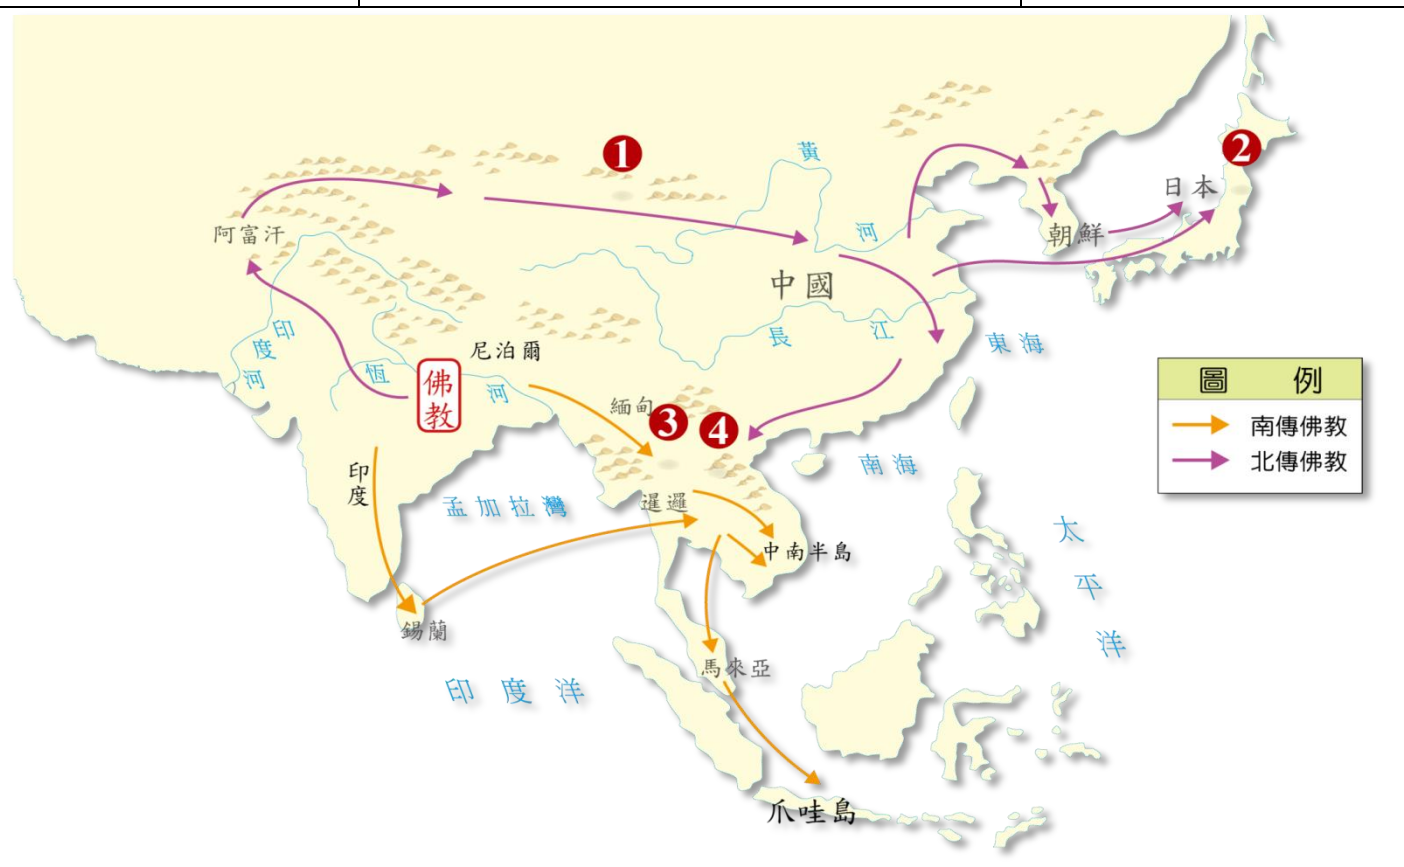 1
2
黃
河
日本
朝鮮
阿富汗
中國
長江
東海
印度河
尼泊爾
恆河
佛教
緬甸
3
4
圖例
南傳佛教
北傳佛教
南海
印度
孟加拉灣
暹邏
中南半島
太平洋
錫蘭
馬來亞
印度洋
爪哇島